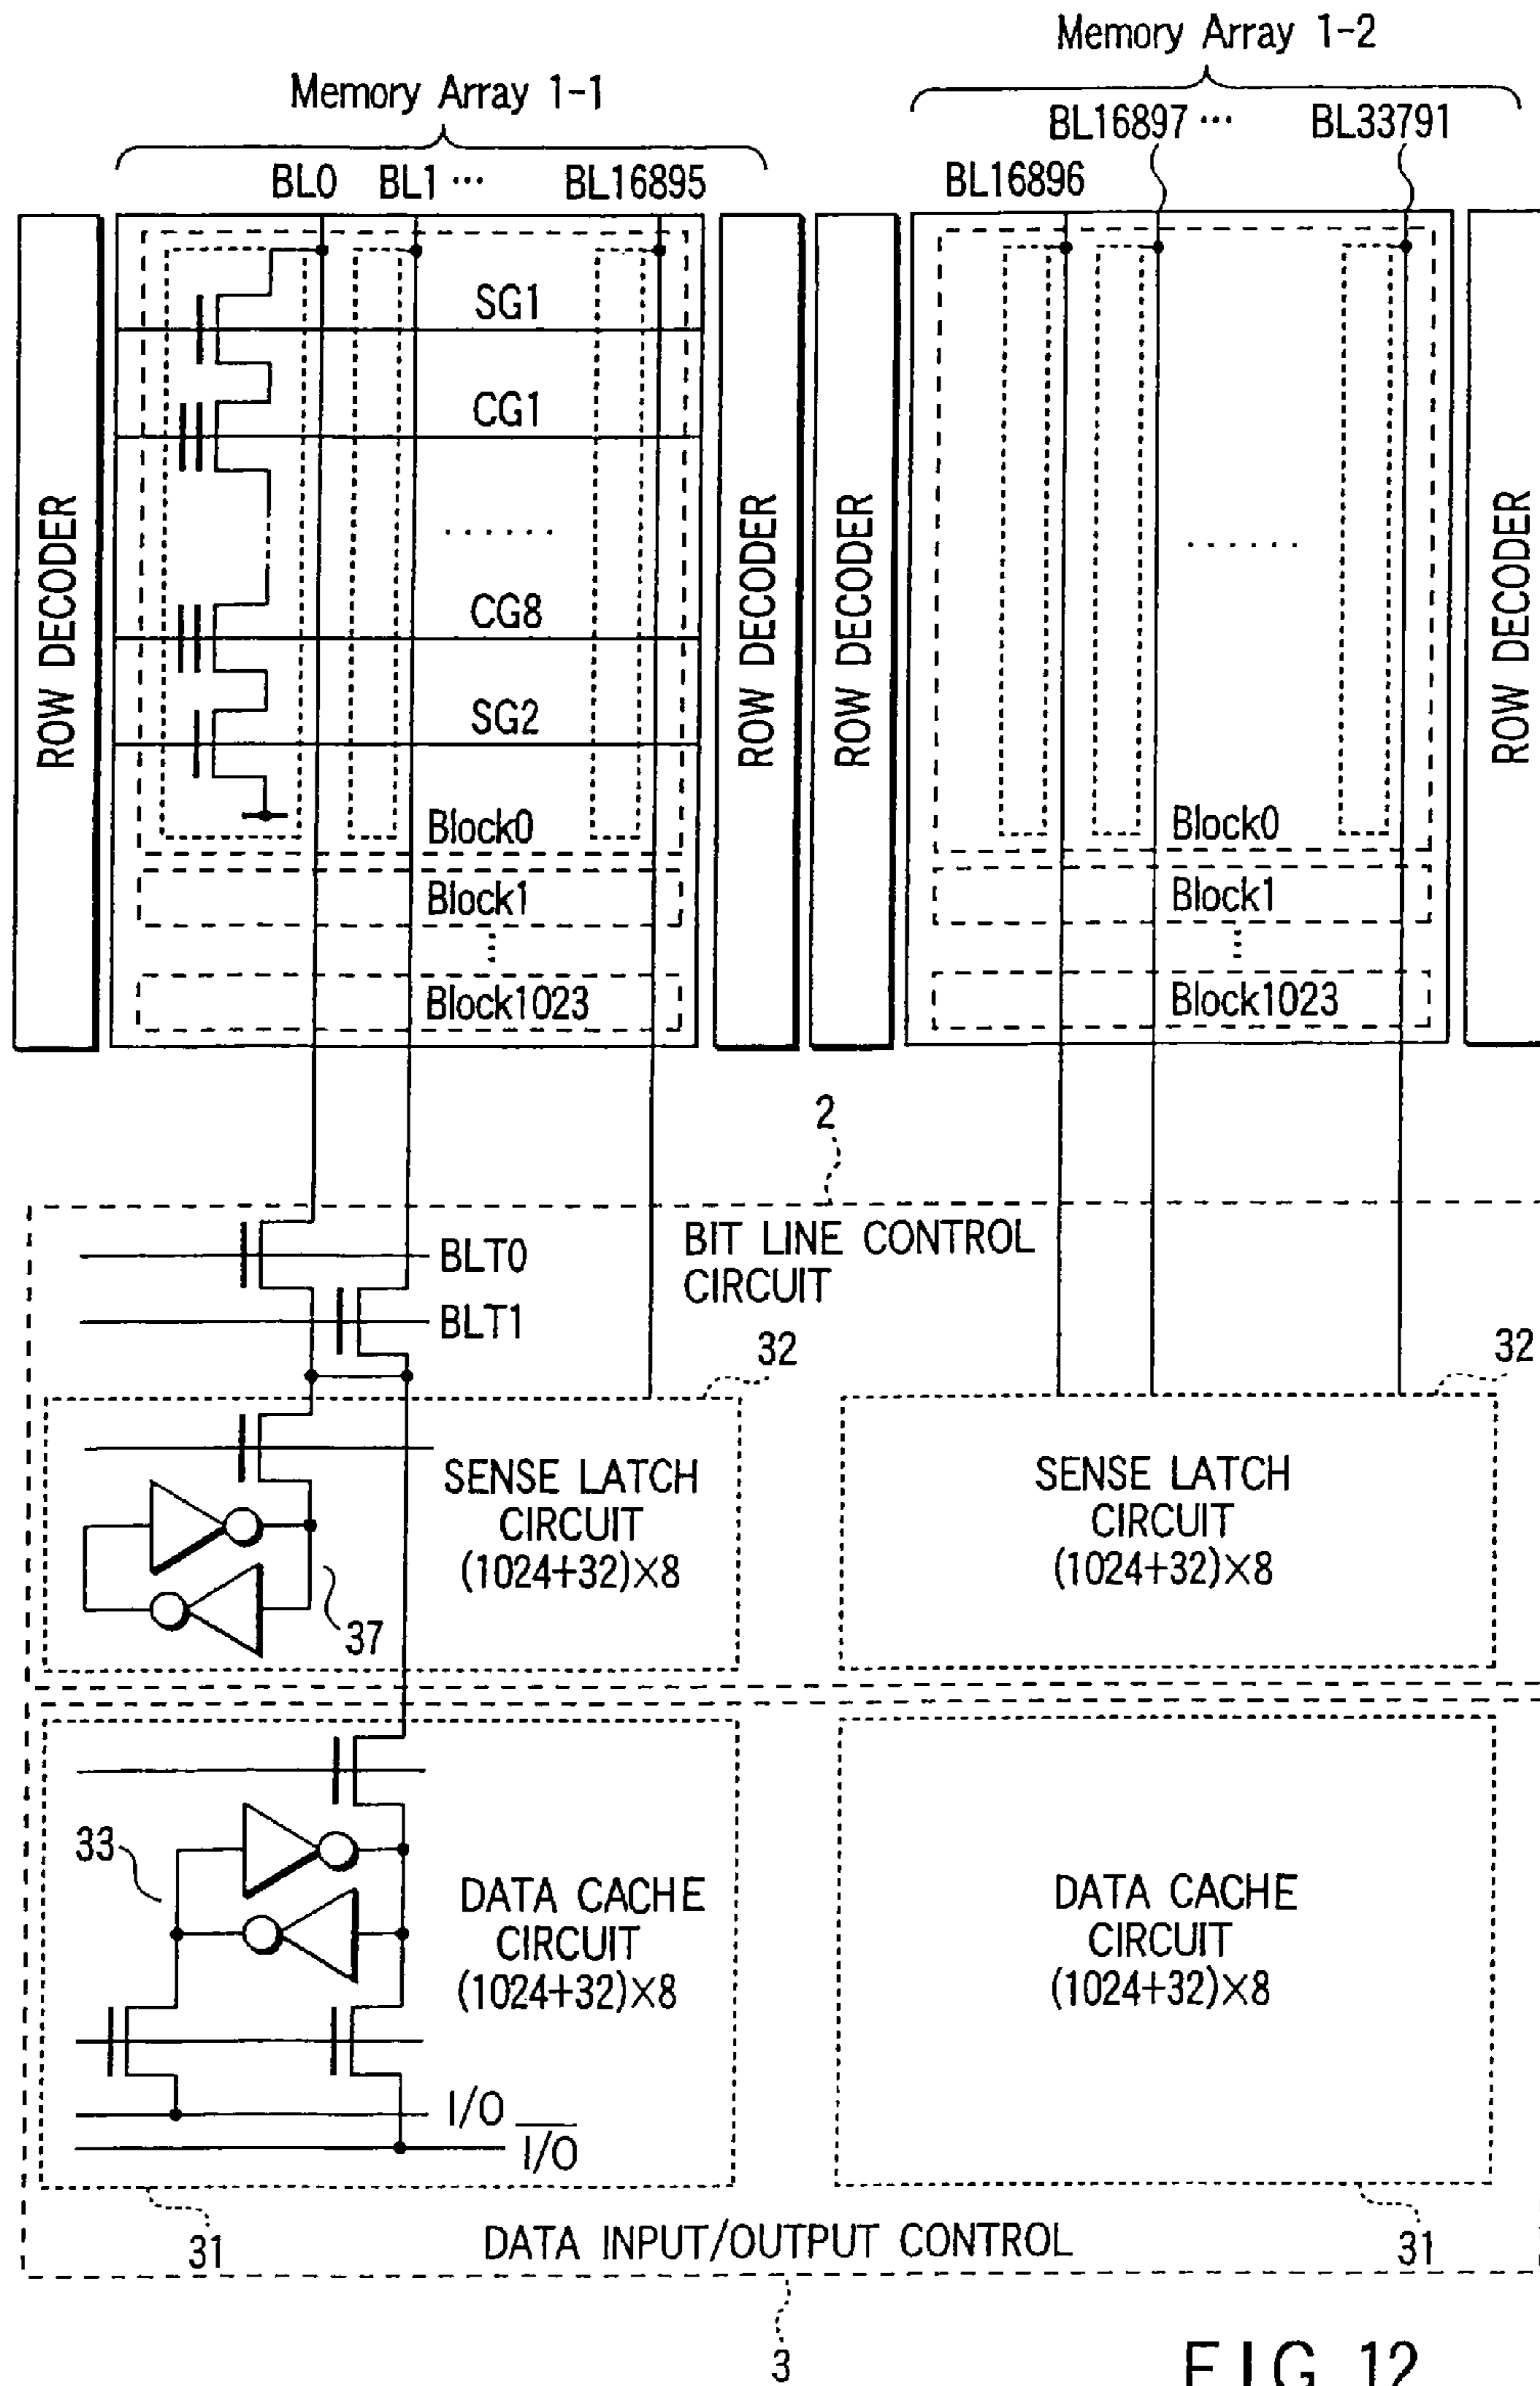 Memory Array 1-2
Memory Array 1-1
BL16897 ... BL33791
BL0 BL1 ... BL16895
BL16896
ROW DECODER
SG1
CG1
......
CG8
SG2
Block0
Block1
Block1023
ROW DECODER
ROW DECODER
......
Block0
Block1
Block1023
ROW DECODER
2
BIT LINE CONTROL
CIRCUIT
BLT0
BLT1
32
32
SENSE LATCH
CIRCUIT
(1024+32)×8
37
SENSE LATCH
CIRCUIT
(1024+32)×8
33
DATA CACHE
CIRCUIT
(1024+32)×8
DATA CACHE
CIRCUIT
(1024+32)×8
I/O
I/O
31
DATA INPUT/OUTPUT CONTROL
31
3
FIG. 12